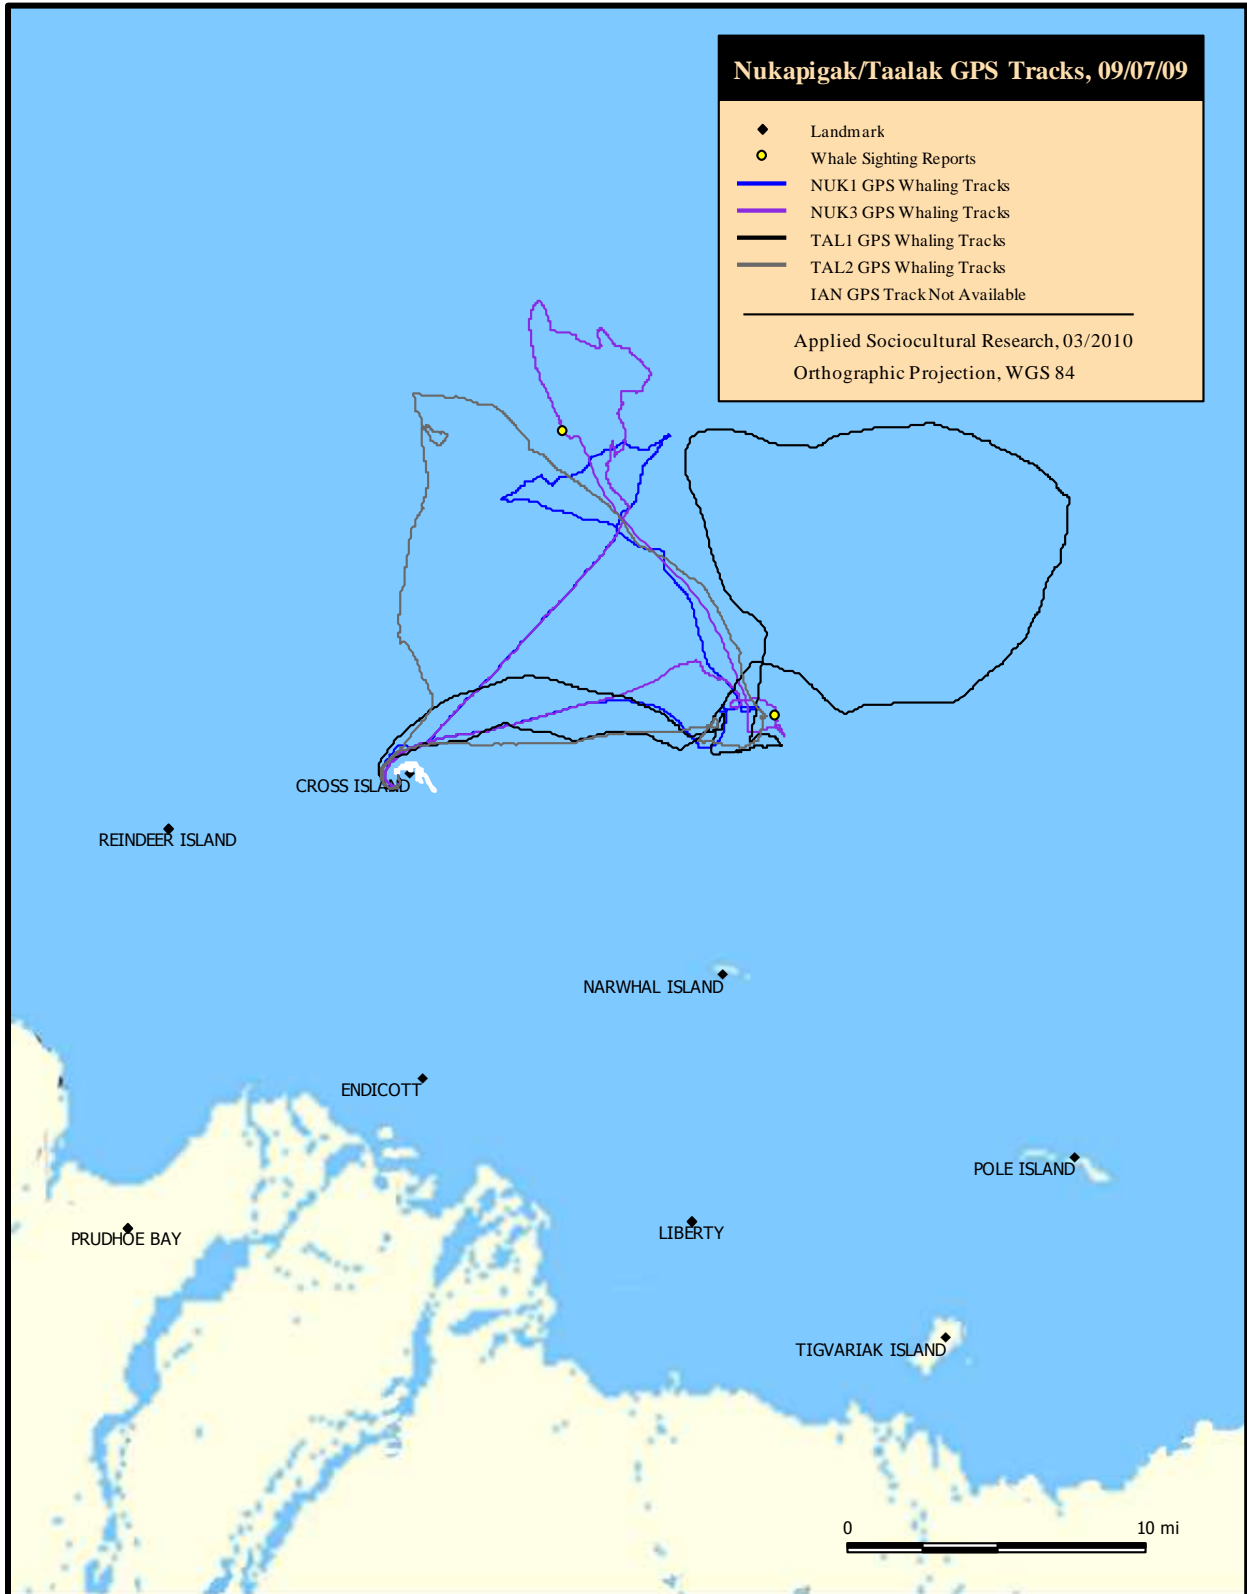 Nukapigak/Taalak GPS Tracks, 09/07/09
Landmark
Whale Sighting Reports
NUK1 GPS Whaling Tracks
NUK3 GPS Whaling Tracks
TAL1 GPS Whaling Tracks
TAL2 GPS Whaling Tracks
IAN GPS Track Not Available
Applied Sociocultural Research, 03/2010
Orthographic Projection, WGS 84
CROSS ISLAND
REINDEER ISLAND
NARWHAL ISLAND
ENDICOTT
POLE ISLAND
PRUDHOE BAY
LIBERTY
TIGVARIAK ISLAND
0 10 mi